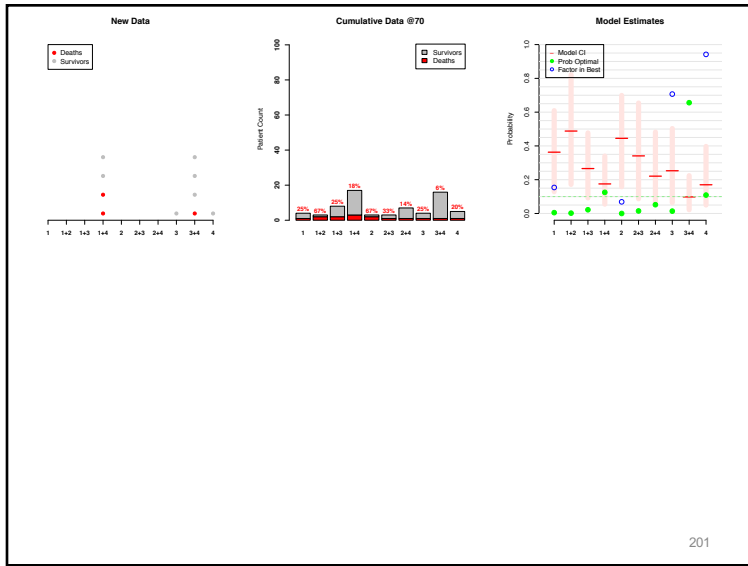 New Data
Deaths
Survivors
1 1+2 1+3 1+4 2 2+3 2+4 3 3+4 4
Cumulative Data @70
Patient Count
100
80
60
40
20
0
Survivors
Deaths
25% 67% 25% 18% 67% 33% 14% 25% 6% 20%
1 1+2 1+3 1+4 2 2+3 2+4 3 3+4 4
Model Estimates
Probability
1.0
0.8
0.6
0.4
0.2
0.0
Model CI
Prob Optimal
Factor in Best
1 1+2 1+3 1+4 2 2+3 2+4 3 3+4 4
201